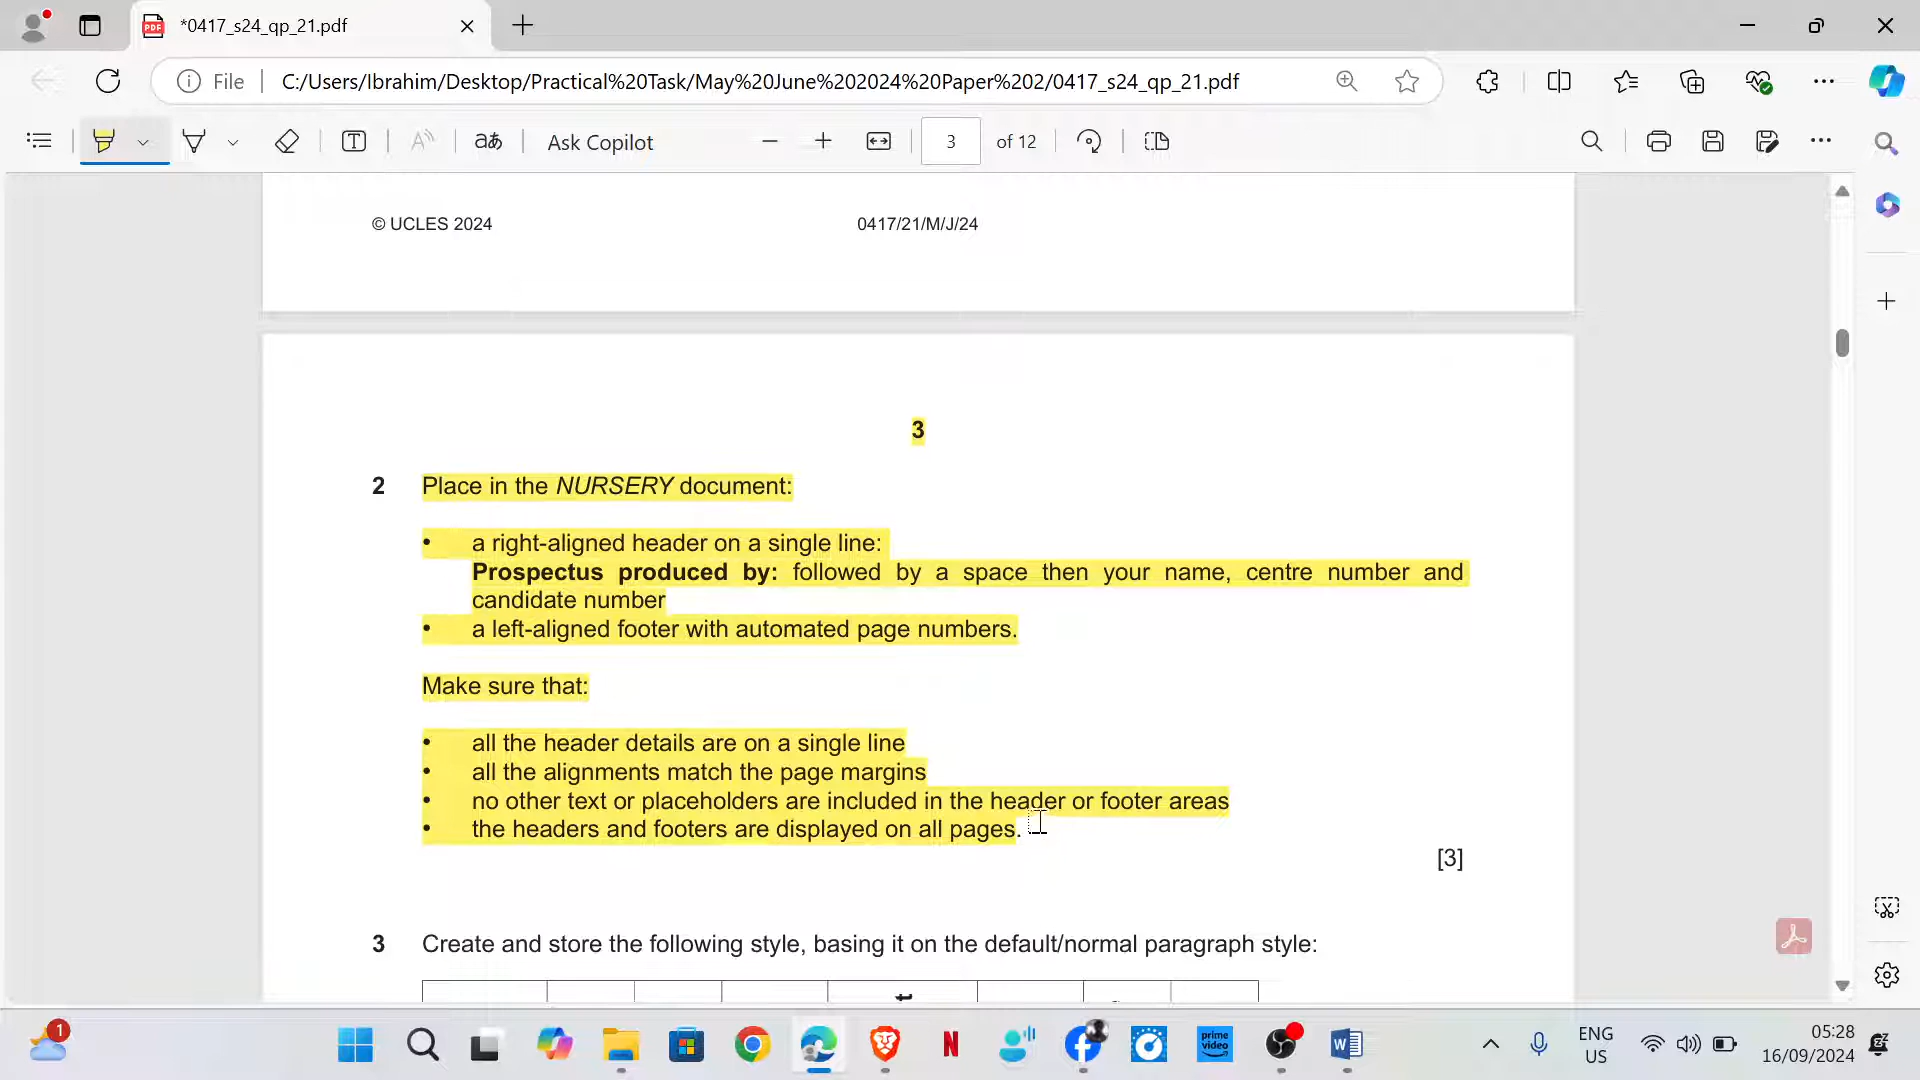 *0417_s24_qp_21.pdf
File
C:/Users/Ibrahim/Desktop/Practical%20Task/May%20June%202024%20Paper%202/0417_s24_qp_21.pdf
Ask Copilot
3
of 12
© UCLES 2024
0417/21/M/J/24
3
2 Place in the NURSERY document:
• a right-aligned header on a single line:
Prospectus produced by: followed by a space then your name, centre number and
candidate number
• a left-aligned footer with automated page numbers.
Make sure that:
• all the header details are on a single line
• all the alignments match the page margins
• no other text or placeholders are included in the header or footer areas
• the headers and footers are displayed on all pages.
[3]
3 Create and store the following style, basing it on the default/normal paragraph style:
1
prime video
ENG
US
05:28
16/09/2024